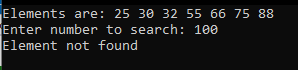 Elements are: 25 30 32 55 66 75 88
Enter number to search: 100
Element not found